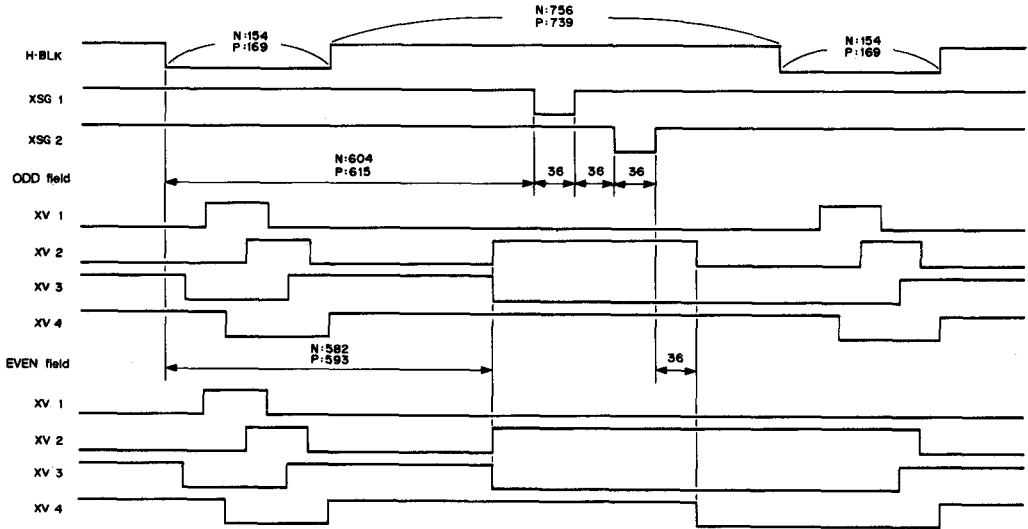 N:756
P:739
N:154
P:169
N:154
P:169
H·BLK
XSG 1
XSG 2
N:604
P:615
36
36
36
ODD field
XV 1
XV 2
XV 3
XV 4
N:582
P:593
36
EVEN field
XV 1
XV 2
XV 3
XV 4